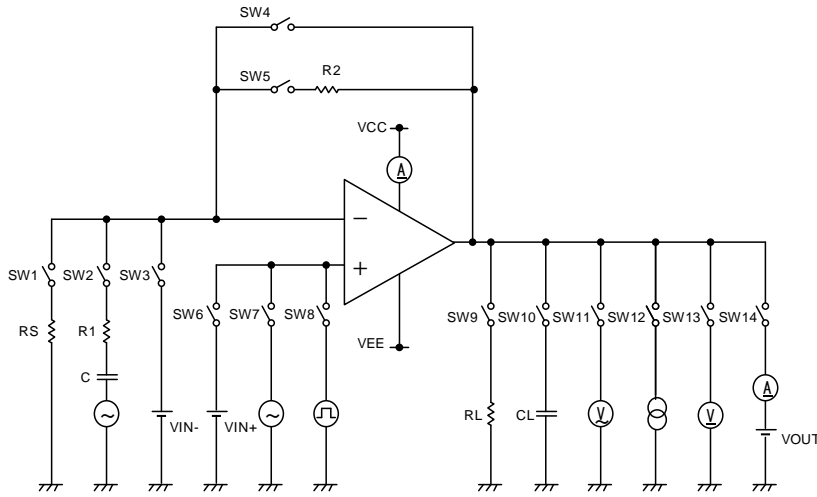 SW4
SW5
R2
VCC
A
−
+
SW1
SW2
SW3
SW6
SW7
SW8
VEE
SW9
SW10
SW11
SW12
SW13
SW14
RS
R1
C
VIN-
VIN+
RL
CL
V
V
A
VOUT